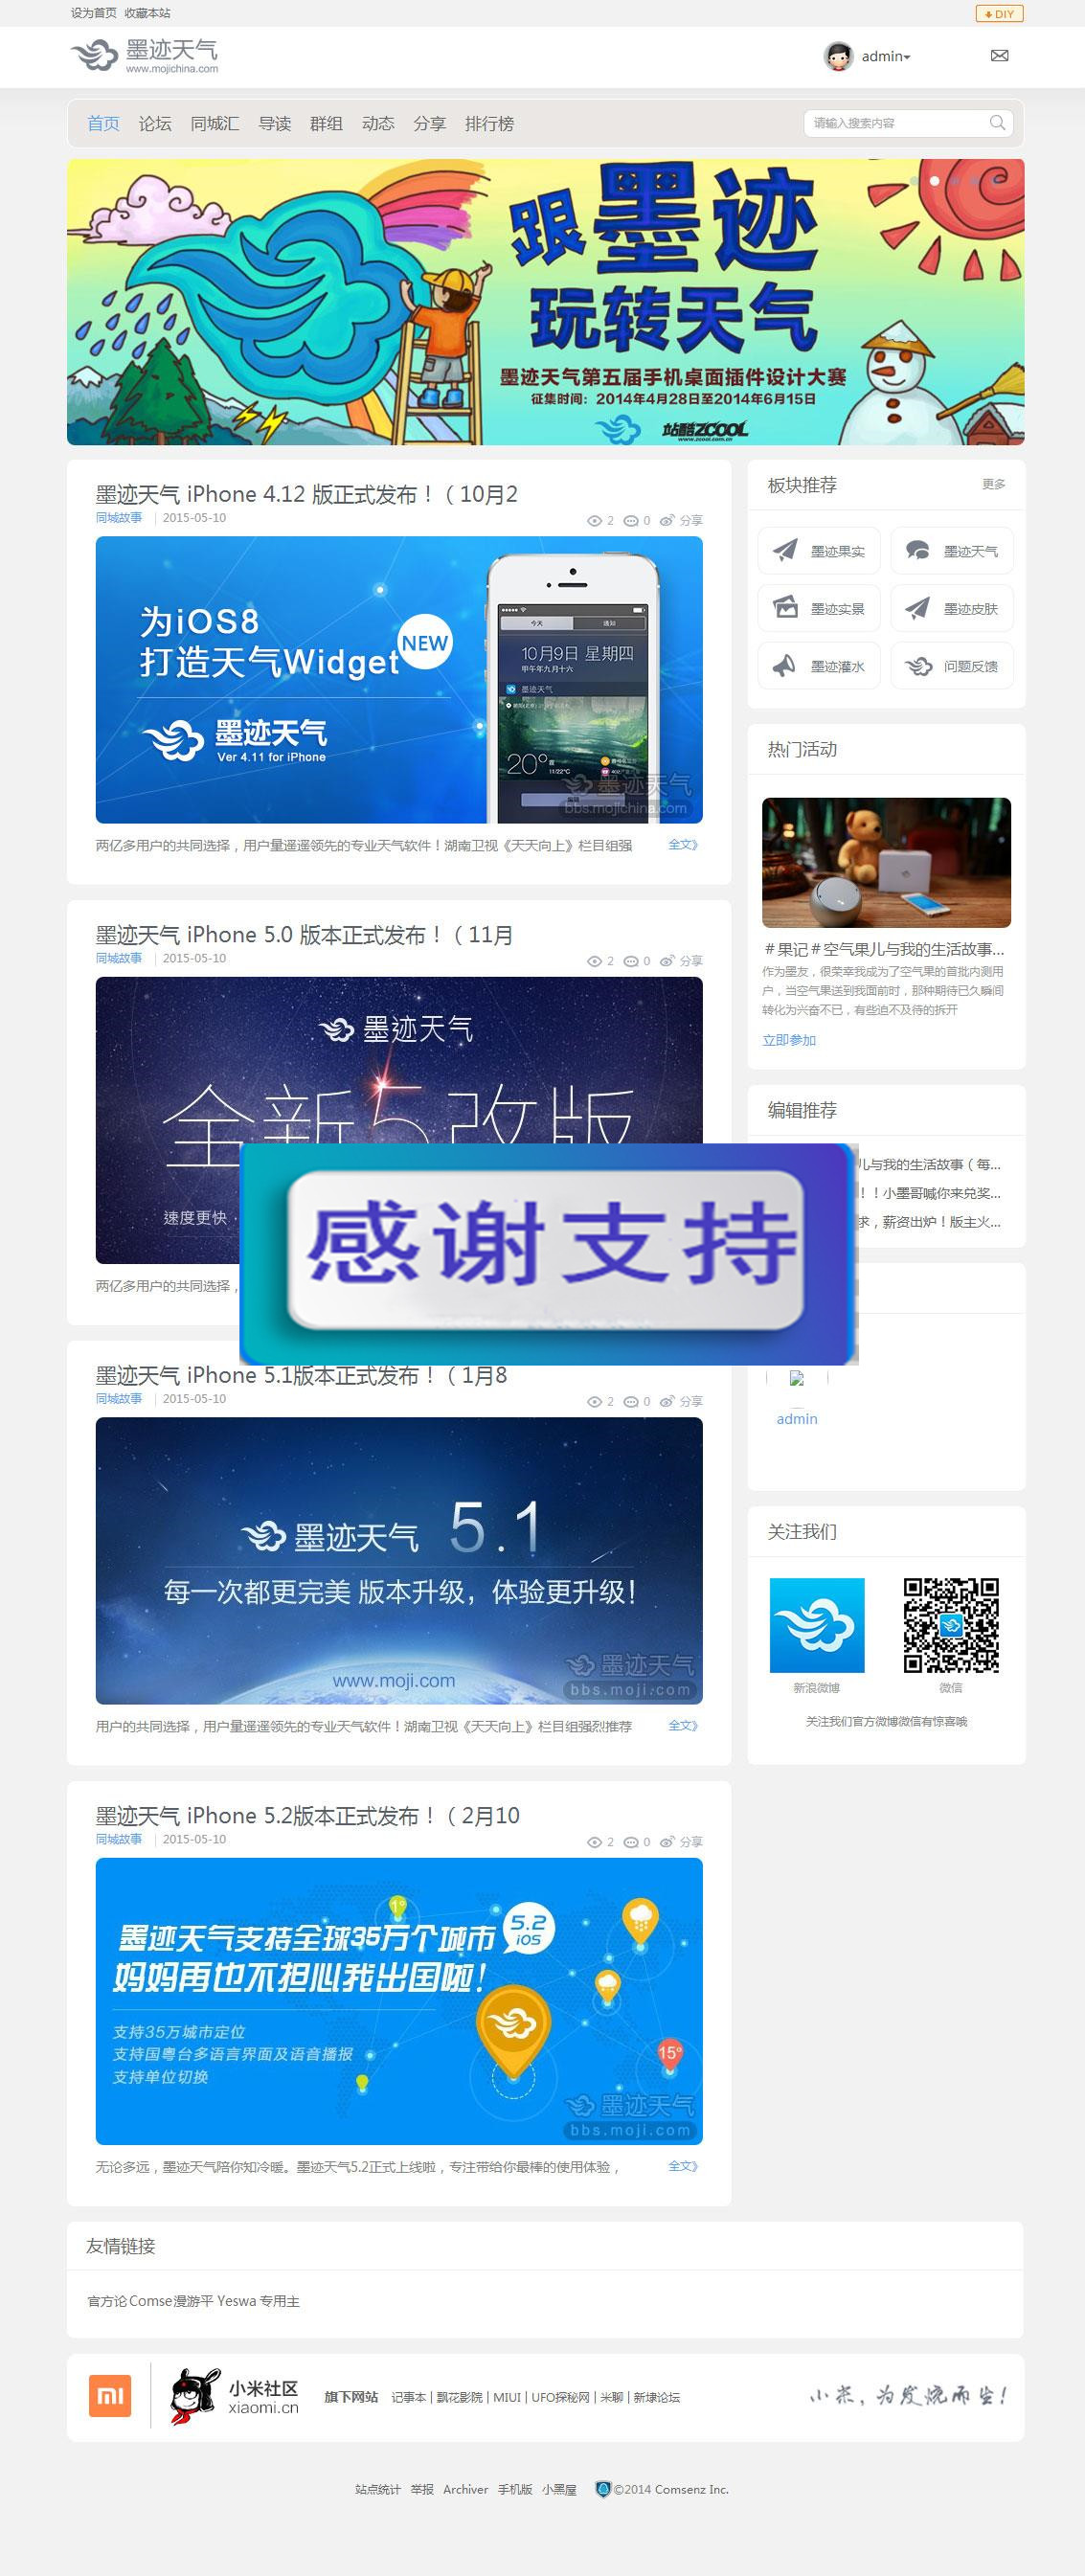 设为首页 收藏本站
DIY
墨迹天气
www.mojichina.com
admin
首页 论坛 同城汇 导读 群组 动态 分享 排行榜
请输入搜索内容
跟墨迹
玩转天气
墨迹天气第五届手机桌面插件设计大赛
征集时间：2014年4月28日至2014年6月15日
站酷ZCOOL
www.zcool.com.cn
墨迹天气 iPhone 4.12 版正式发布！（ 10月2
同城故事 | 2015-05-10
2 0 分享
为iOS8
打造天气Widget
NEW
墨迹天气
Ver 4.11 for iPhone
今天 通知
10月9日 星期四
甲午年九月十六
墨迹天气
20°
11/22°C
墨迹天气
bbs.mojichina.com
两亿多用户的共同选择，用户量遥遥领先的专业天气软件！湖南卫视《天天向上》栏目组强
全文》
墨迹天气 iPhone 5.0 版本正式发布！（ 11月
同城故事 | 2015-05-10
2 0 分享
墨迹天气
全新5改版
速度更快
两亿多用户的共同选择，
感谢支持
墨迹天气 iPhone 5.1版本正式发布！（ 1月8
同城故事 | 2015-05-10
2 0 分享
墨迹天气 5.1
每一次都更完美 版本升级，体验更升级！
www.moji.com
墨迹天气
bbs.moji.com
用户的共同选择，用户量遥遥领先的专业天气软件！湖南卫视《天天向上》栏目组强烈推荐
全文》
墨迹天气 iPhone 5.2版本正式发布！（ 2月10
同城故事 | 2015-05-10
2 0 分享
1°
墨迹天气支持全球35万个城市
5.2
iOS
妈妈再也不担心我出国啦！
支持35万城市定位
支持国粤台多语言界面及语音播报
支持单位切换
15°
墨迹天气
bbs.moji.com
无论多远，墨迹天气陪你知冷暖。墨迹天气5.2正式上线啦，专注带给你最棒的使用体验，
全文》
板块推荐
更多
墨迹果实 墨迹天气
墨迹实景 墨迹皮肤
墨迹灌水 问题反馈
热门活动
＃果记＃空气果儿与我的生活故事...
作为墨友，很荣幸我成为了空气果的首批内测用
户，当空气果送到我面前时，那种期待已久瞬间
转化为兴奋不已，有些迫不及待的拆开
立即参加
编辑推荐
儿与我的生活故事（ 每...
！！小墨哥喊你来兑奖...
求，薪资出炉！版主火...
admin
关注我们
新浪微博 微信
关注我们官方微博微信有惊喜哦
友情链接
官方论 Comse 漫游平 Yeswa 专用主
mi
小米社区
xiaomi.cn
旗下网站 记事本 | 飘花影院 | MIUI | UFO探秘网 | 米聊 | 新埭论坛
小米，为发烧而生！
站点统计 举报 Archiver 手机版 小黑屋 ©2014 Comsenz Inc.